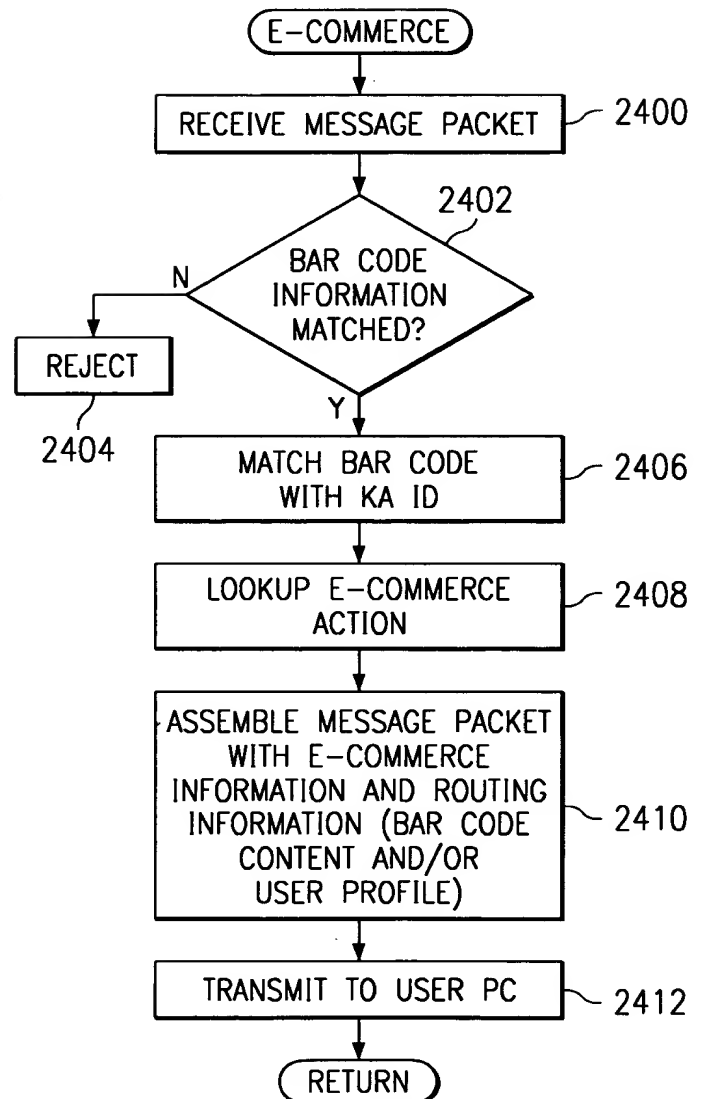 E-COMMERCE
RECEIVE MESSAGE PACKET
2400
2402
BAR CODE
INFORMATION
MATCHED?
N
REJECT
2404
Y
MATCH BAR CODE
WITH KA ID
2406
LOOKUP E-COMMERCE
ACTION
2408
ASSEMBLE MESSAGE PACKET
WITH E-COMMERCE
INFORMATION AND ROUTING
INFORMATION (BAR CODE
CONTENT AND/OR
USER PROFILE)
2410
TRANSMIT TO USER PC
2412
RETURN